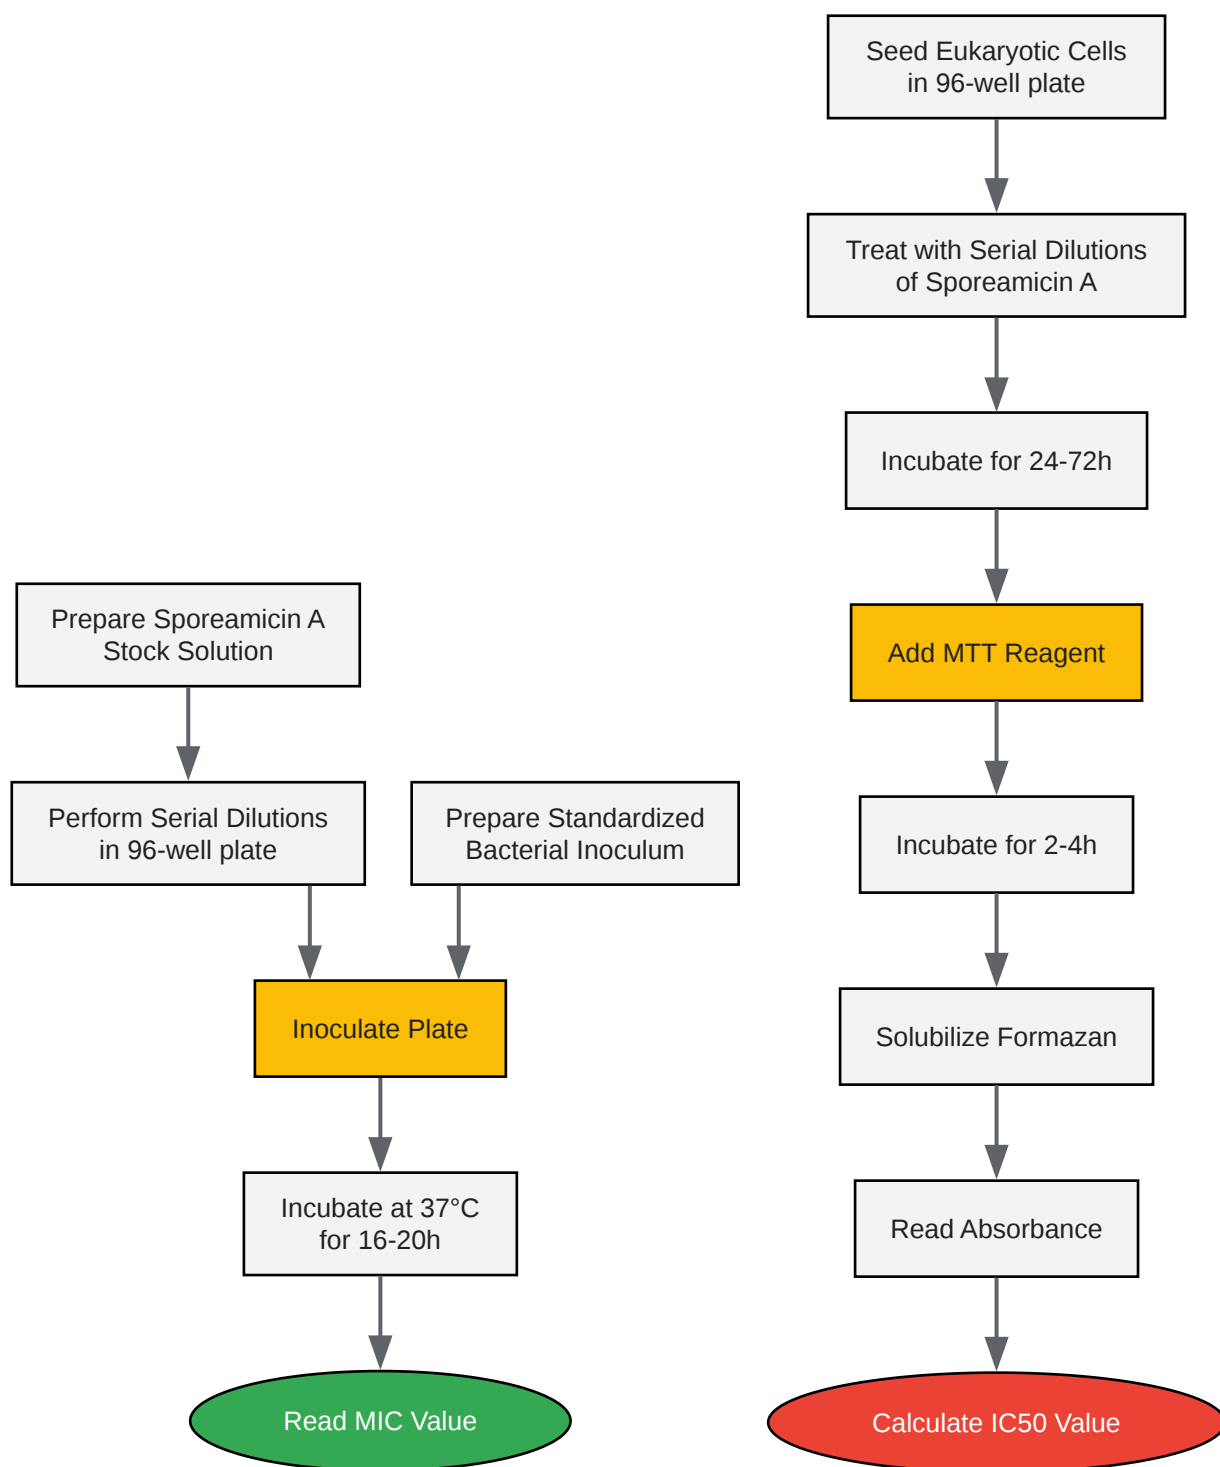 Prepare Sporeamicin A
Stock Solution
Perform Serial Dilutions
in 96-well plate
Prepare Standardized
Bacterial Inoculum
Inoculate Plate
Incubate at 37°C
for 16-20h
Read MIC Value
Seed Eukaryotic Cells
in 96-well plate
Treat with Serial Dilutions
of Sporeamicin A
Incubate for 24-72h
Add MTT Reagent
Incubate for 2-4h
Solubilize Formazan
Read Absorbance
Calculate IC50 Value